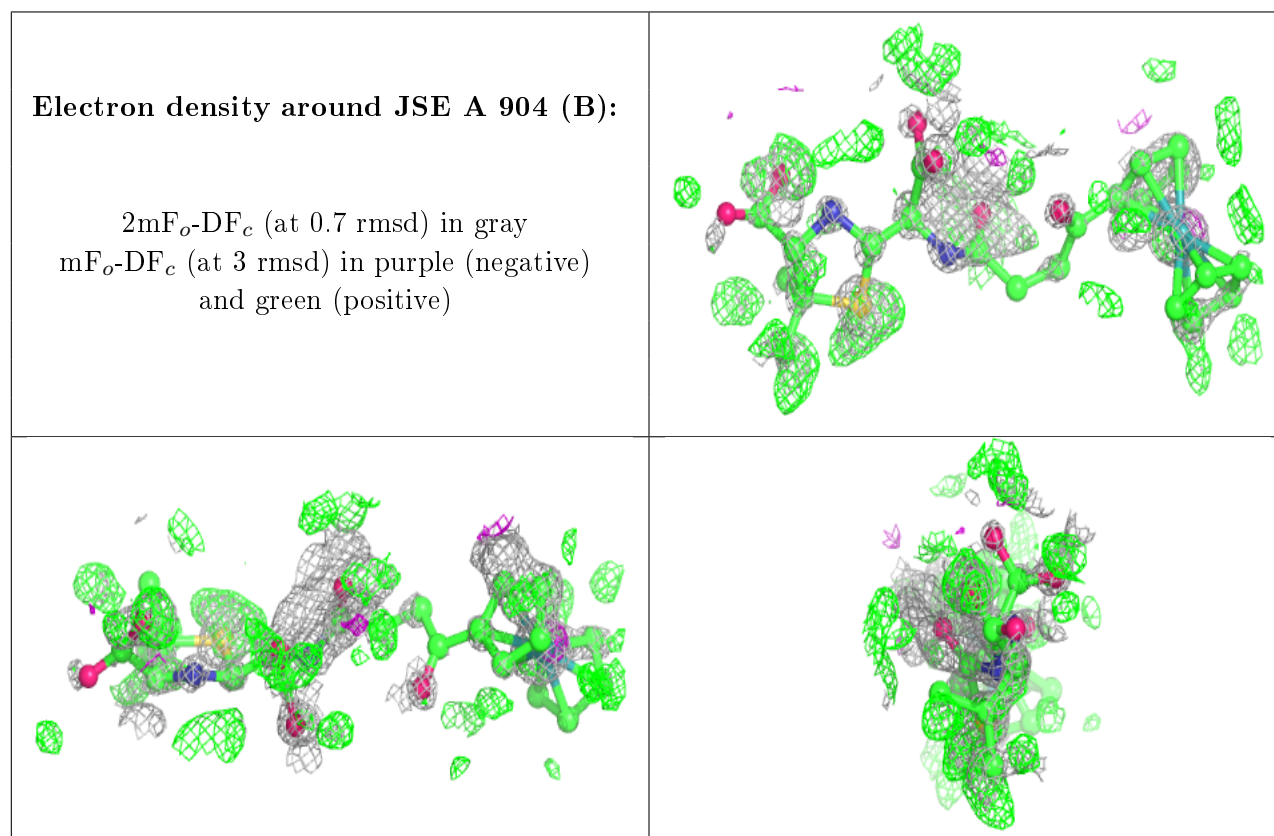 Electron density around JSE A 904 (B):
2mFₒ-DF𝒸 (at 0.7 rmsd) in gray
mFₒ-DF𝒸 (at 3 rmsd) in purple (negative)
and green (positive)